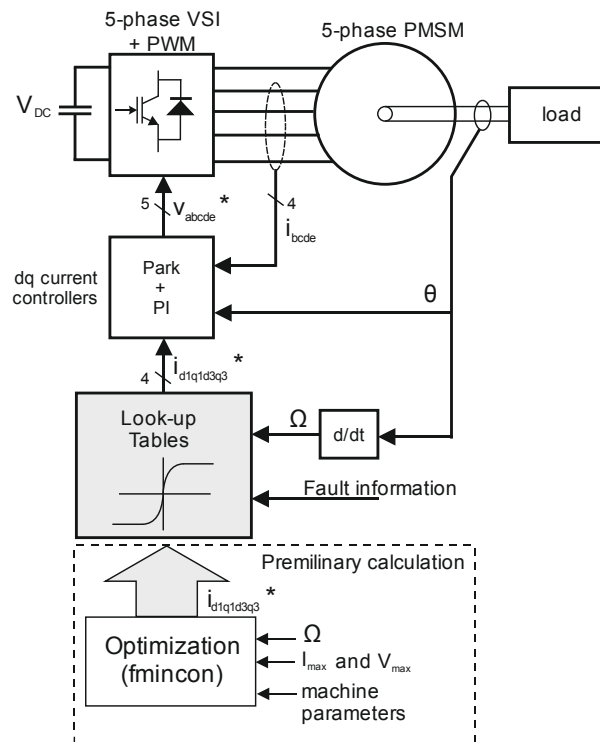 5-phase VSI
+ PWM
5-phase PMSM
V_DC
load
5
v_abcde *
4
i_bcde
dq current
controllers
Park
+
PI
θ
4
i_d1q1d3q3 *
Look-up
Tables
Ω
d/dt
Fault information
Premilinary calculation
i_d1q1d3q3 *
Optimization
(fmincon)
Ω
I_max and V_max
machine
parameters